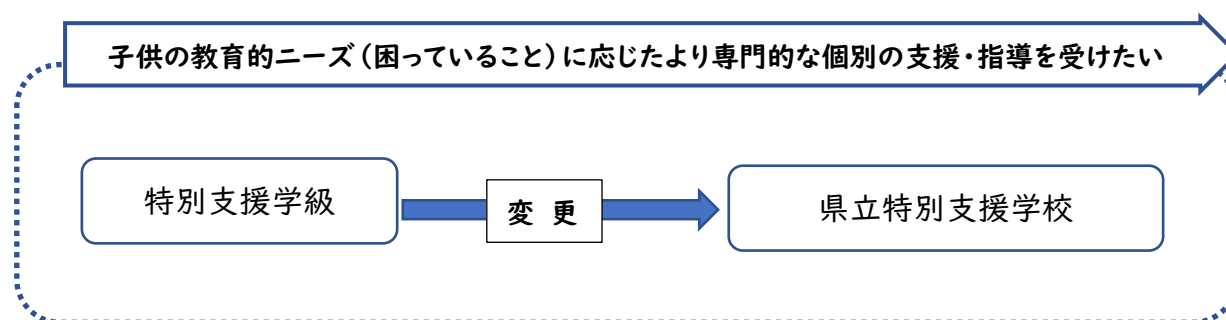 子供の教育的ニーズ（困っていること）に応じたより専門的な個別の支援・指導を受けたい
特別支援学級
変 更
県立特別支援学校